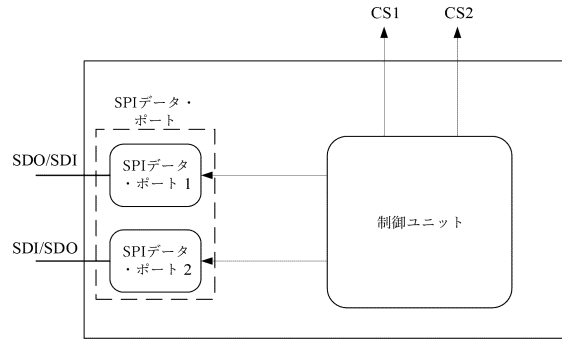 CS1 CS2
SPIデータ・
ポート
SDO/SDI
SPIデータ
・ポート 1
制御ユニット
SDI/SDO
SPIデータ
・ポート 2